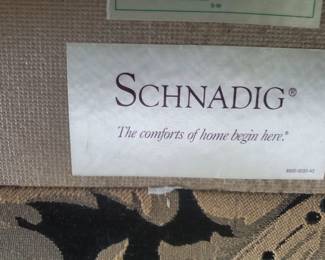 SCHNADIG®
The comforts of home begin here.®